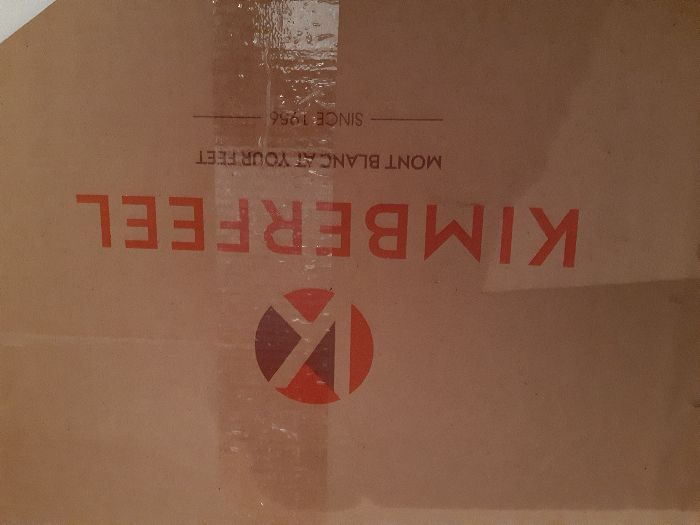 KIMBERFEEL
MONT BLANC AT YOUR FEET
SINCE 1956